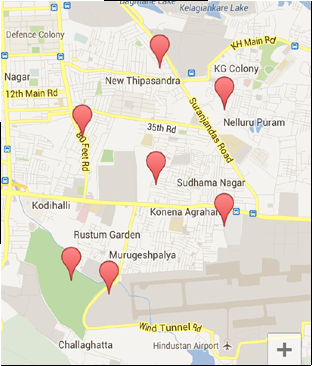 Bagmane Lake
Kelagiankere Lake
Defence Colony
KH Main Rd
KG Colony
Nagar
New Thipasandra
12th Main Rd
Suranjandas Road
Nelluru Puram
35th Rd
80 Feet Rd
Sudhama Nagar
Kodihalli
Konena Agrahar
Rustum Garden
Murugeshpalya
Wind Tunnel Rd
Challaghatta
Hindustan Airport
+